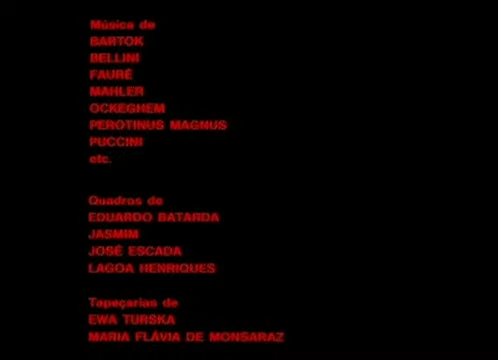 Música de
BARTOK
BELLINI
FAURÉ
MAHLER
OCKEGHEM
PEROTINUS MAGNUS
PUCCINI
etc.
Quadros de
EDUARDO BATARDA
JASMIM
JOSÉ ESCADA
LAGOA HENRIQUES
Tapeçarias de
EWA TURSKA
MARIA FLÁVIA DE MONSARAZ